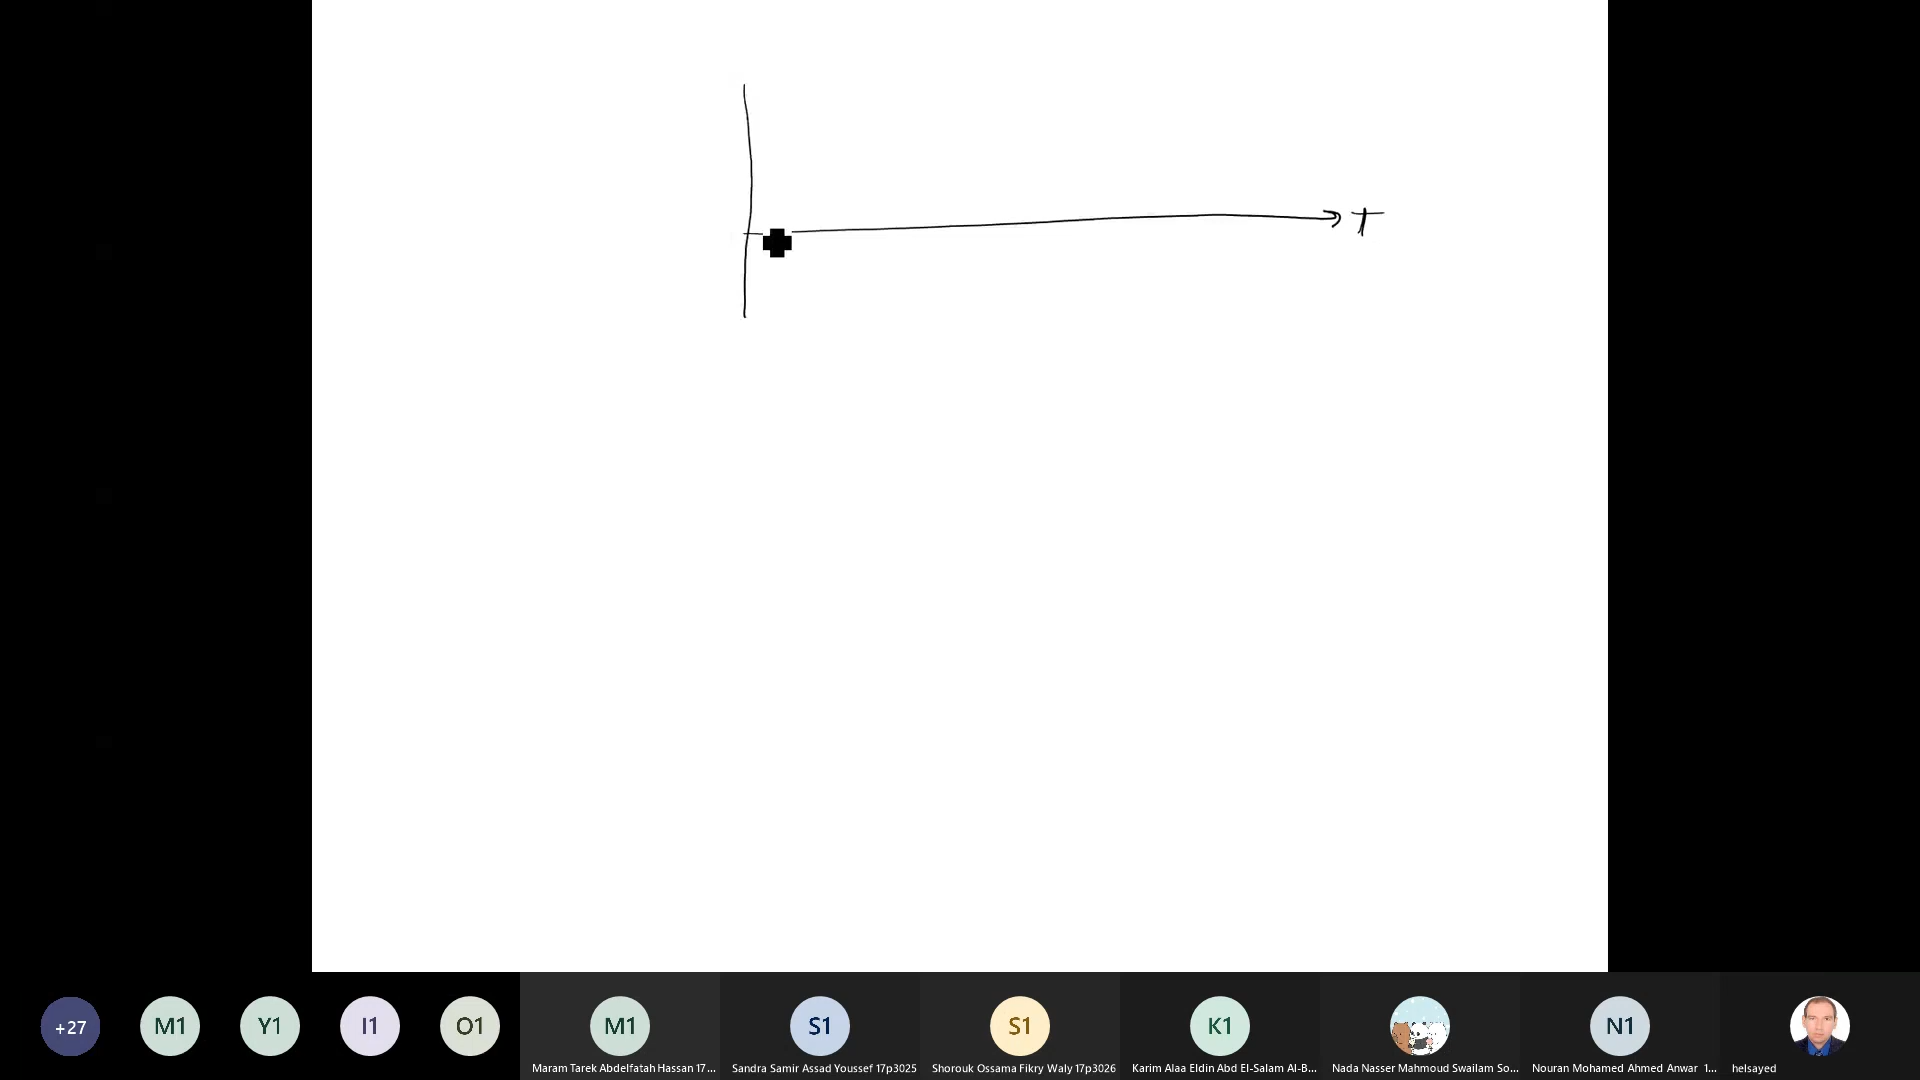 t
+27
M1
Y1
I1
O1
M1
S1
S1
K1
N1
Maram Tarek Abdelfatah Hassan 17...
Sandra Samir Assad Youssef 17p3025
Shorouk Ossama Fikry Waly 17p3026
Karim Alaa Eldin Abd El-Salam Al-B...
Nada Nasser Mahmoud Swailam So...
Nouran Mohamed Ahmed Anwar 1...
helsayed